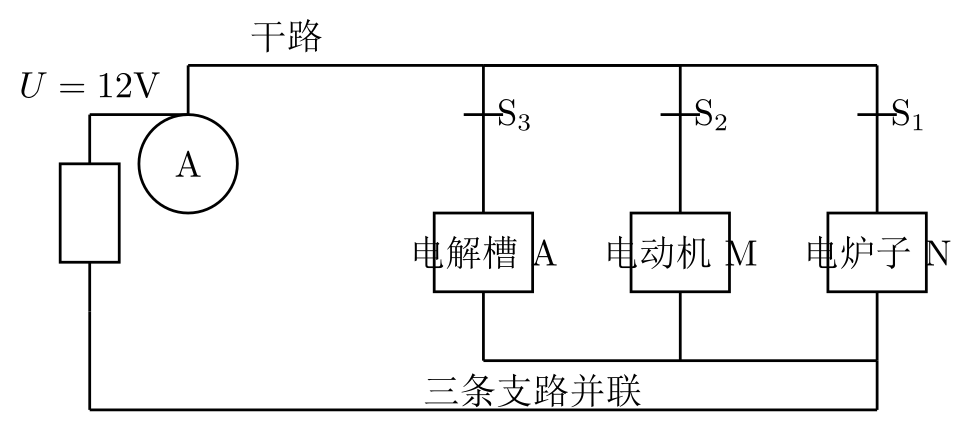 干路
U = 12V
A
S₃
S₂
S₁
电解槽 A
电动机 M
电炉子 N
三条支路并联